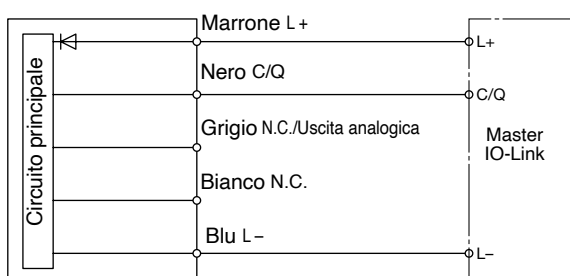 Circuito principale
Marrone L+
Nero C/Q
Grigio N.C./Uscita analogica
Bianco N.C.
Blu L−
L+
C/Q
Master
IO-Link
L−